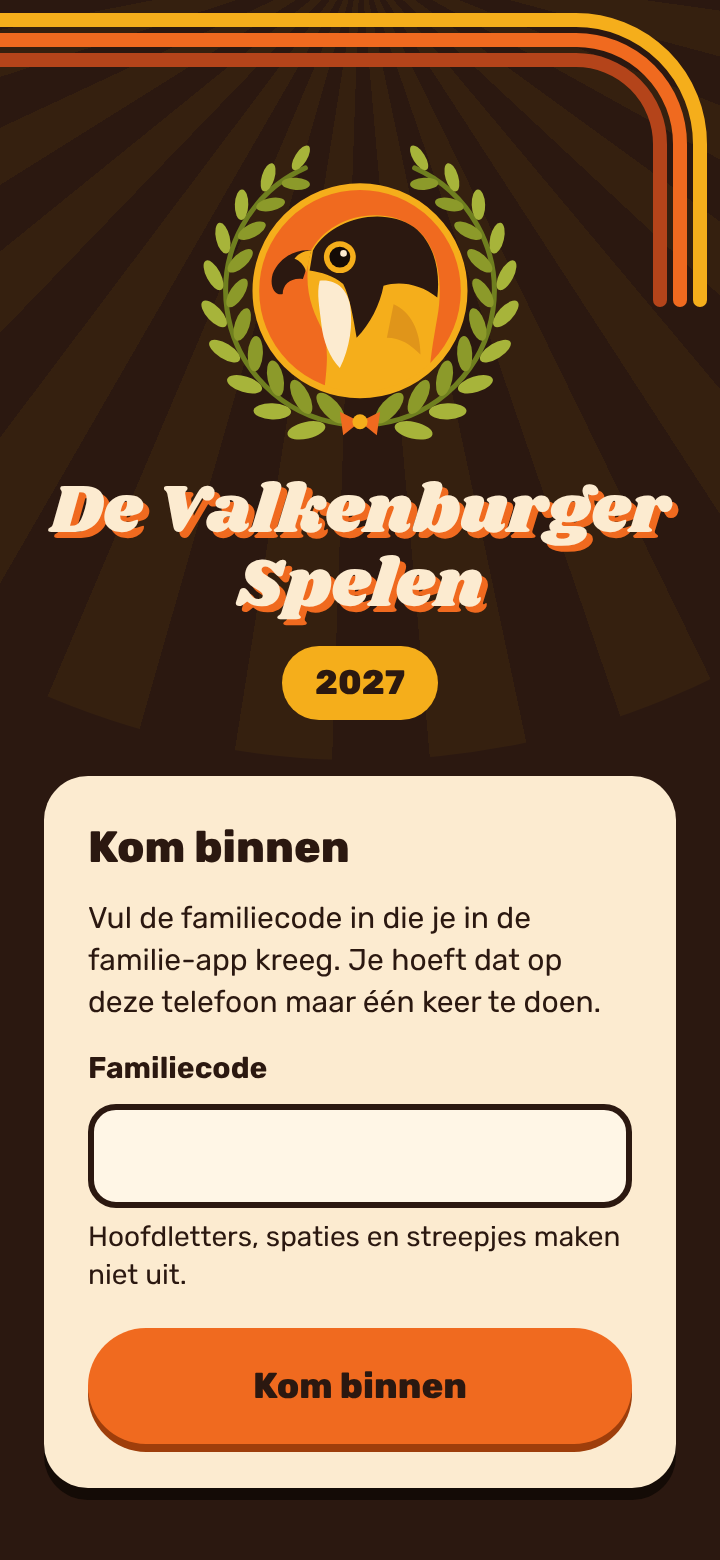 De Valkenburger
Spelen
2027
Kom binnen
Vul de familiecode in die je in de
familie-app kreeg. Je hoeft dat op
deze telefoon maar één keer te doen.
Familiecode
Hoofdletters, spaties en streepjes maken
niet uit.
Kom binnen